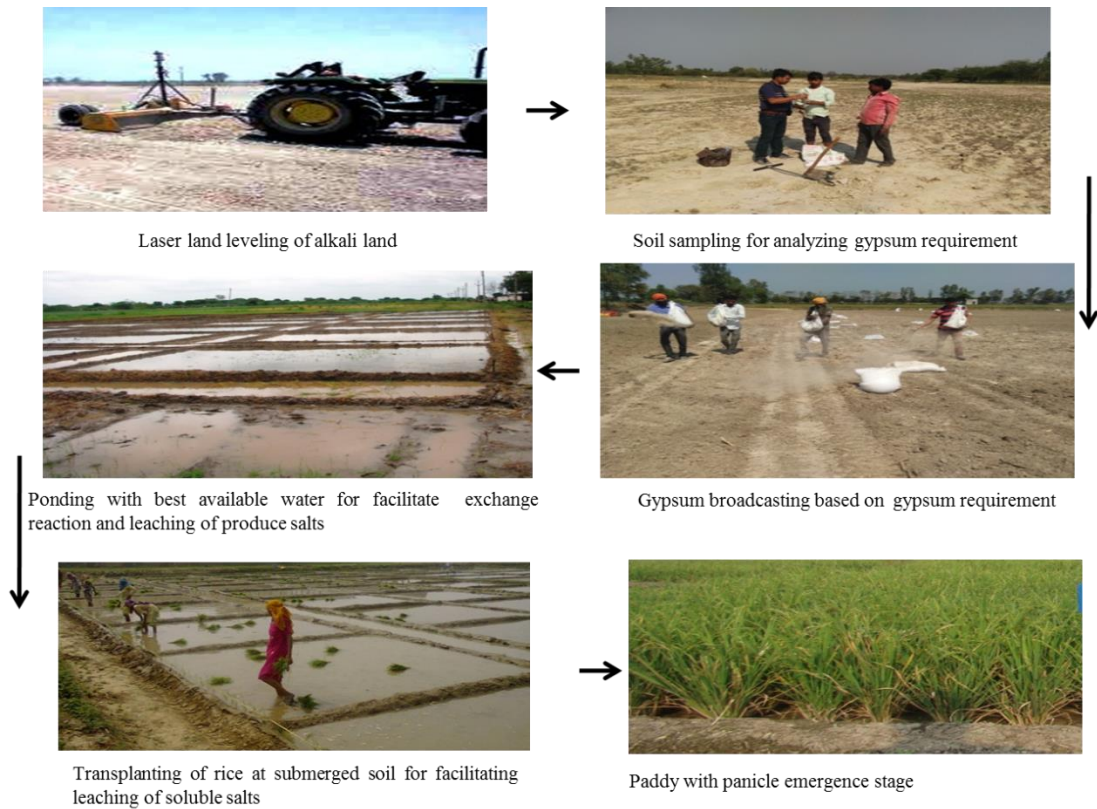 Laser land leveling of alkali land
Soil sampling for analyzing gypsum requirement
Gypsum broadcasting based on gypsum requirement
Ponding with best available water for facilitate exchange
reaction and leaching of produce salts
Transplanting of rice at submerged soil for facilitating
leaching of soluble salts
Paddy with panicle emergence stage